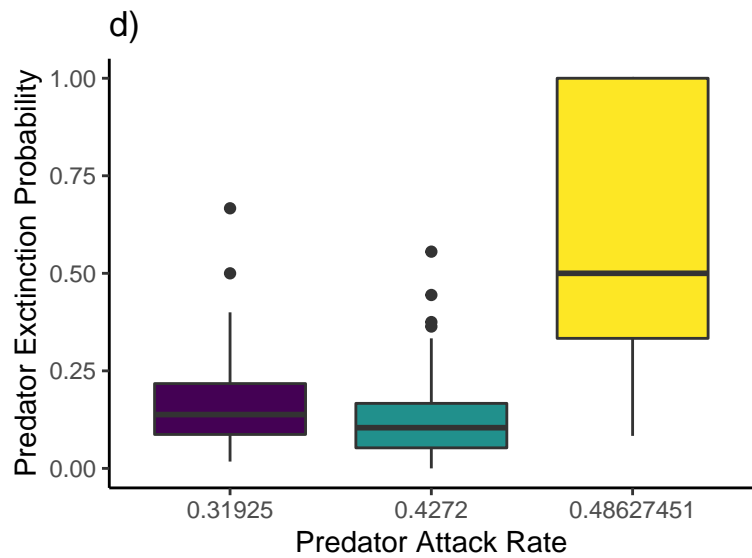 d)
Predator Exctinction Probability
1.00
0.75
0.50
0.25
0.00
0.31925
0.4272
0.48627451
Predator Attack Rate